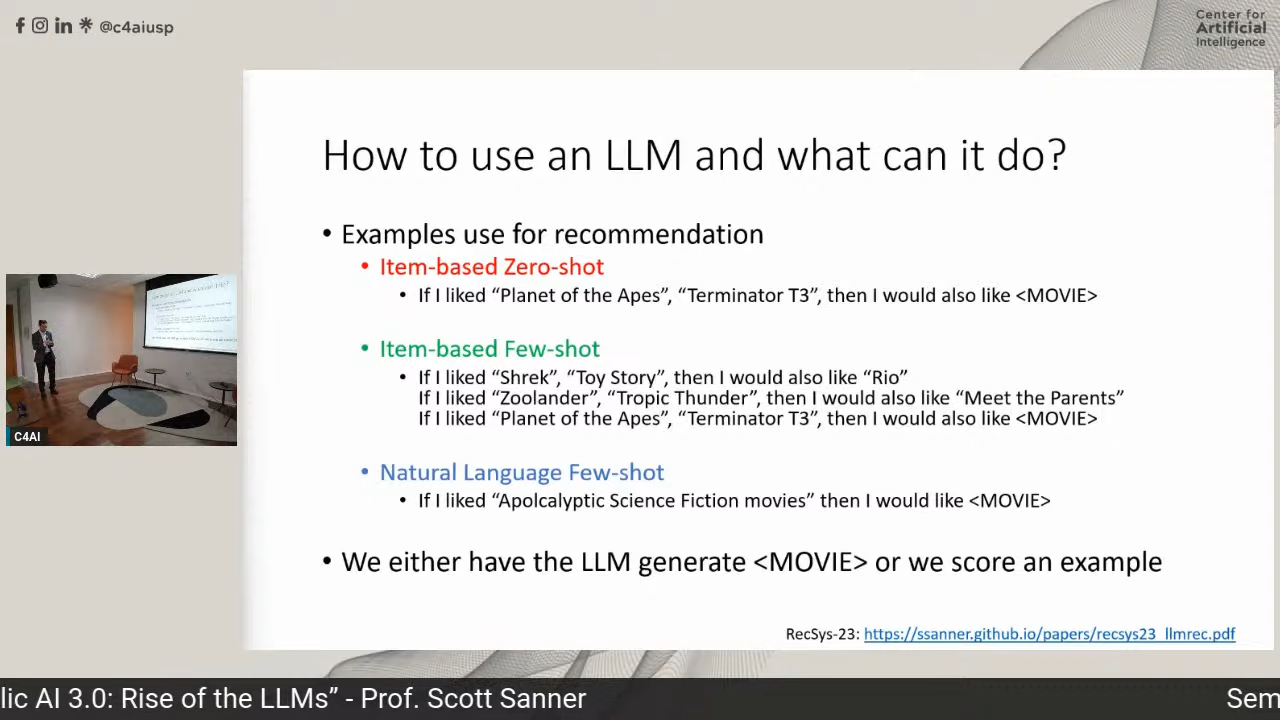 @c4aiusp
Center for
Artificial
Intelligence
How to use an LLM and what can it do?
• Examples use for recommendation
• Item-based Zero-shot
• If I liked “Planet of the Apes”, “Terminator T3”, then I would also like <MOVIE>
• Item-based Few-shot
• If I liked “Shrek”, “Toy Story”, then I would also like “Rio”
If I liked “Zoolander”, “Tropic Thunder”, then I would also like “Meet the Parents”
If I liked “Planet of the Apes”, “Terminator T3”, then I would also like <MOVIE>
• Natural Language Few-shot
• If I liked “Apolcalyptic Science Fiction movies” then I would like <MOVIE>
• We either have the LLM generate <MOVIE> or we score an example
RecSys-23: https://ssanner.github.io/papers/recsys23_llmrec.pdf
C4AI
lic AI 3.0: Rise of the LLMs” - Prof. Scott Sanner
Sem